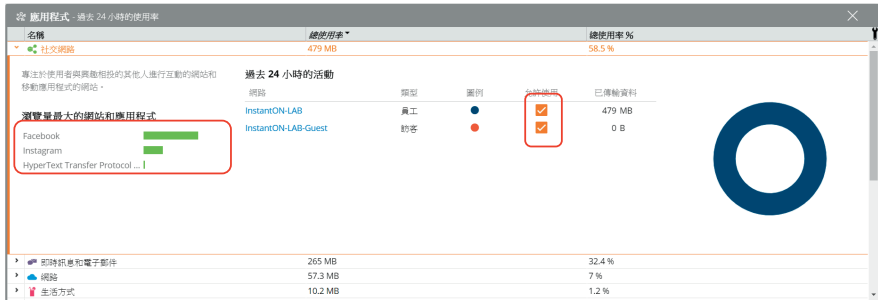 應用程式 - 過去 24 小時的使用率
名稱 總使用率 總使用率 %
社交網路 479 MB 58.5 %
專注於使用者與興趣相投的其他人進行互動的網站和
移動應用程式的網站。
瀏覽量最大的網站和應用程式
Facebook
Instagram
HyperText Transfer Protocol ...
過去 24 小時的活動
網路 類型 圖例 允許使用 已傳輸資料
InstantON-LAB 員工 479 MB
InstantON-LAB-Guest 訪客 0 B
即時訊息和電子郵件 265 MB 32.4 %
網路 57.3 MB 7 %
生活方式 10.2 MB 1.2 %